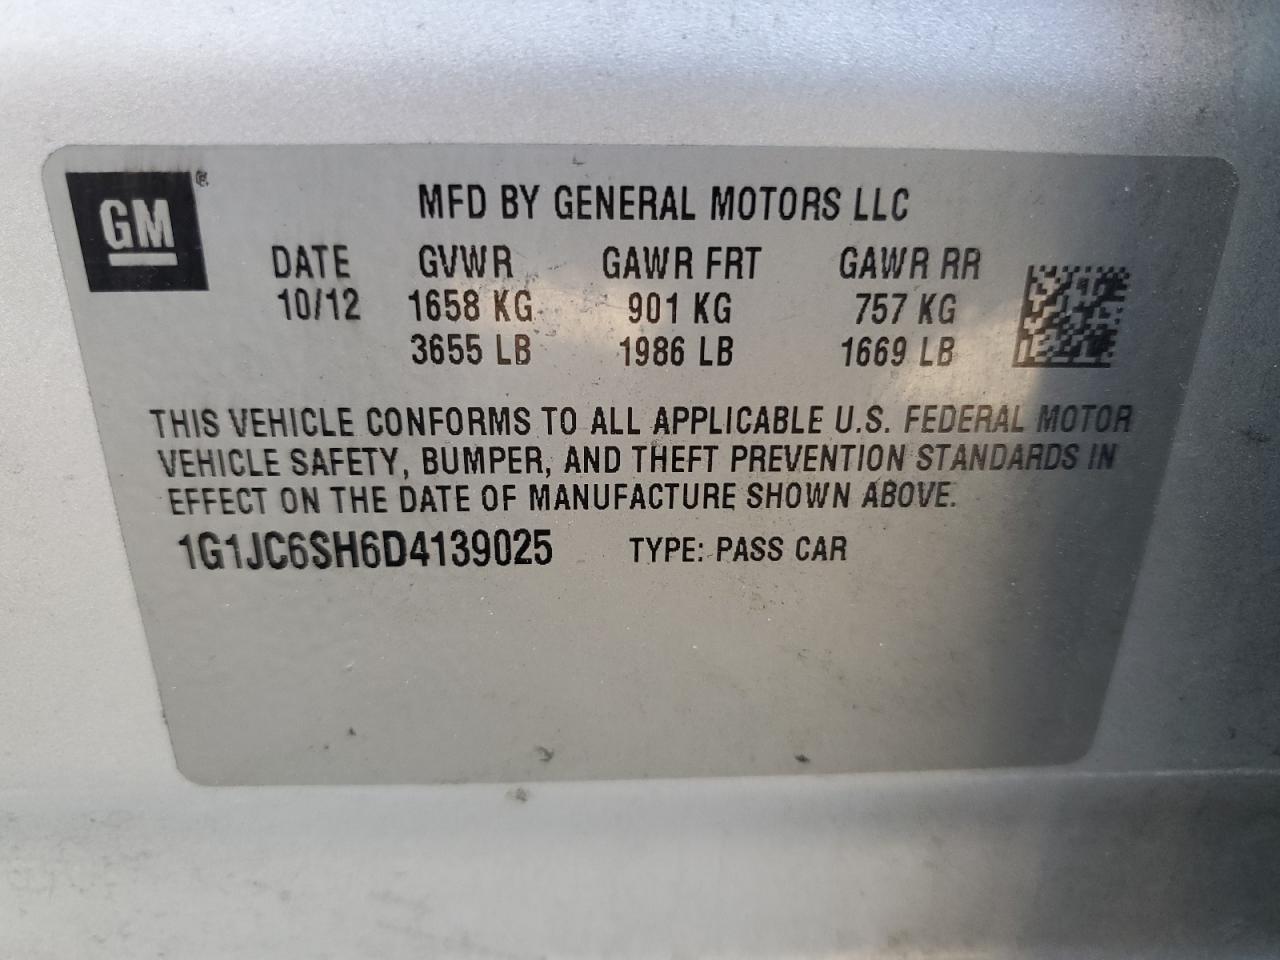 GM®
MFD BY GENERAL MOTORS LLC
DATE GVWR GAWR FRT GAWR RR
10/12 1658 KG 901 KG 757 KG
3655 LB 1986 LB 1669 LB
THIS VEHICLE CONFORMS TO ALL APPLICABLE U.S. FEDERAL MOTOR
VEHICLE SAFETY, BUMPER, AND THEFT PREVENTION STANDARDS IN
EFFECT ON THE DATE OF MANUFACTURE SHOWN ABOVE.
1G1JC6SH6D4139025 TYPE: PASS CAR